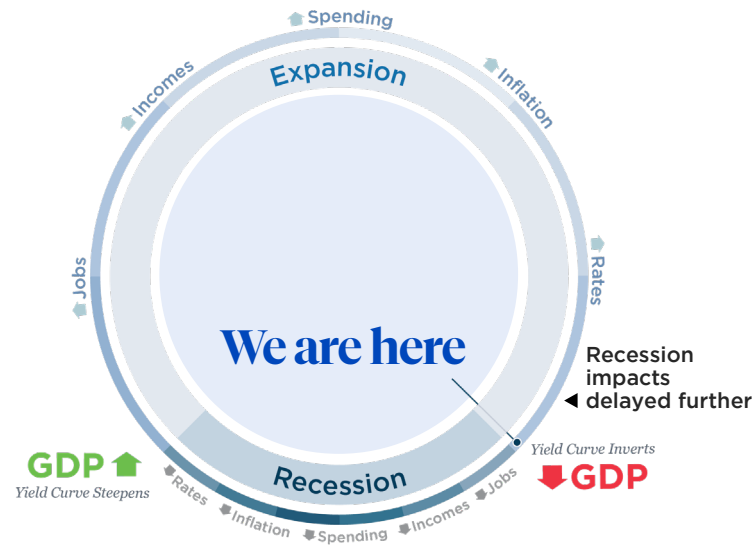 Spending
Expansion
Incomes
Inflation
Jobs
Rates
We are here
Recession
impacts
delayed further
GDP
Yield Curve Steepens
Yield Curve Inverts
GDP
Recession
Rates
Inflation
Spending
Incomes
Jobs